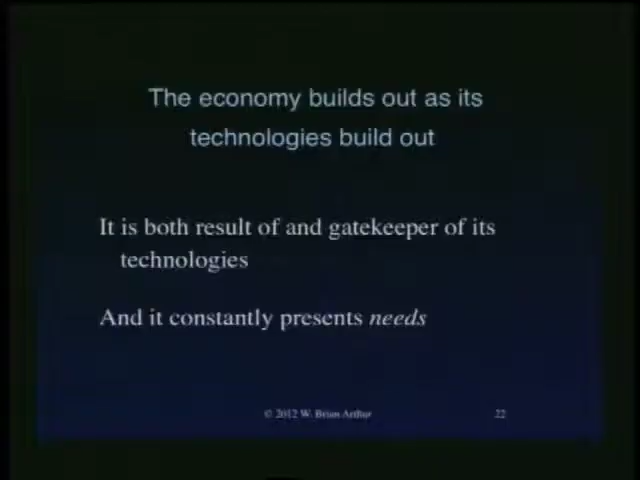 The economy builds out as its
technologies build out
It is both result of and gatekeeper of its
technologies
And it constantly presents needs
© 2012 W. Brian Arthur
22